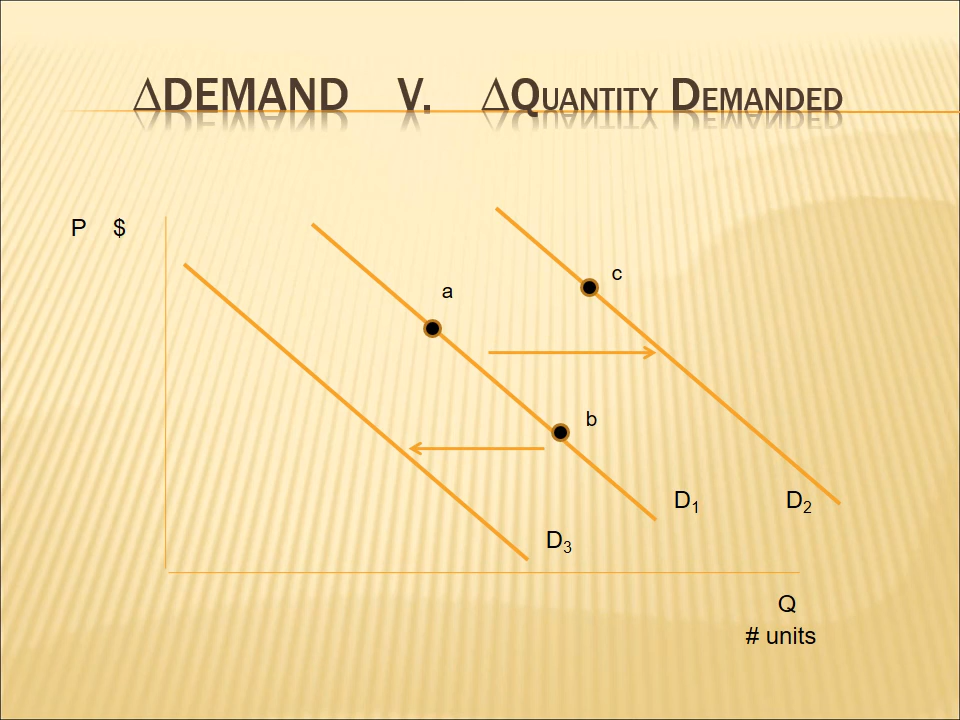 ∆DEMAND V. ∆QUANTITY DEMANDED
P $
c
a
b
D₁ D₂
D₃
Q
# units